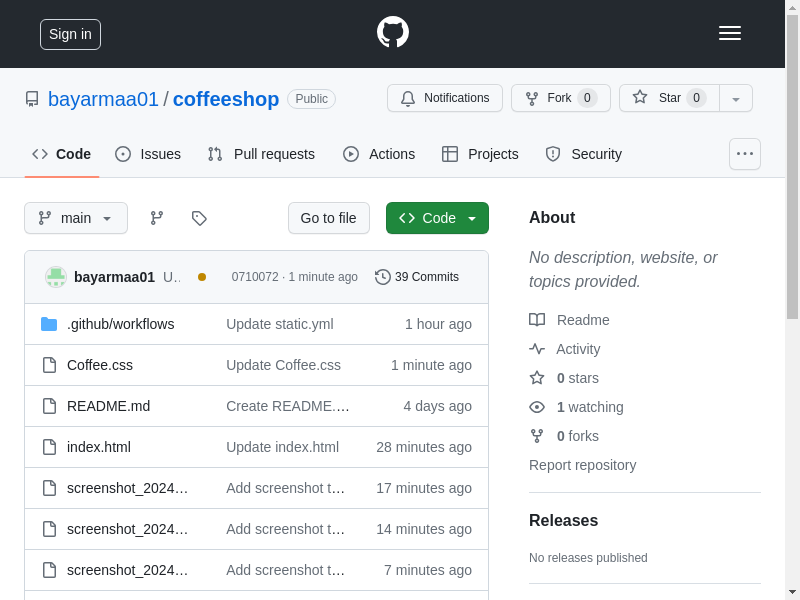 Sign in
bayarmaa01 / coffeeshop Public
Notifications
Fork 0
Star 0
Code
Issues
Pull requests
Actions
Projects
Security
main
Go to file
Code
bayarmaa01 U…
0710072 · 1 minute ago
39 Commits
.github/workflows Update static.yml 1 hour ago
Coffee.css Update Coffee.css 1 minute ago
README.md Create README.… 4 days ago
index.html Update index.html 28 minutes ago
screenshot_2024… Add screenshot t… 17 minutes ago
screenshot_2024… Add screenshot t… 14 minutes ago
screenshot_2024… Add screenshot t… 7 minutes ago
About
No description, website, or
topics provided.
Readme
Activity
0 stars
1 watching
0 forks
Report repository
Releases
No releases published